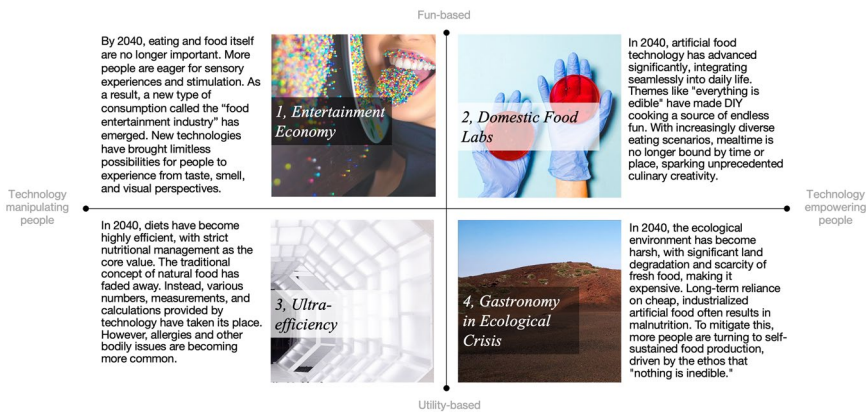 Fun-based
By 2040, eating and food itself
are no longer important. More
people are eager for sensory
experiences and stimulation. As
a result, a new type of
consumption called the “food
entertainment industry” has
emerged. New technologies
have brought limitless
possibilities for people to
experience from taste, smell,
and visual perspectives.
1, Entertainment
Economy
2, Domestic Food
Labs
In 2040, artificial food
technology has advanced
significantly, integrating
seamlessly into daily life.
Themes like "everything is
edible" have made DIY
cooking a source of endless
fun. With increasingly diverse
eating scenarios, mealtime is
no longer bound by time or
place, sparking unprecedented
culinary creativity.
Technology
manipulating
people
Technology
empowering
people
In 2040, diets have become
highly efficient, with strict
nutritional management as the
core value. The traditional
concept of natural food has
faded away. Instead, various
numbers, measurements, and
calculations provided by
technology have taken its place.
However, allergies and other
bodily issues are becoming
more common.
3, Ultra-
efficiency
4, Gastronomy
in Ecological
Crisis
In 2040, the ecological
environment has become
harsh, with significant land
degradation and scarcity of
fresh food, making it
expensive. Long-term reliance
on cheap, industrialized
artificial food often results in
malnutrition. To mitigate this,
more people are turning to self-
sustained food production,
driven by the ethos that
"nothing is inedible."
Utility-based